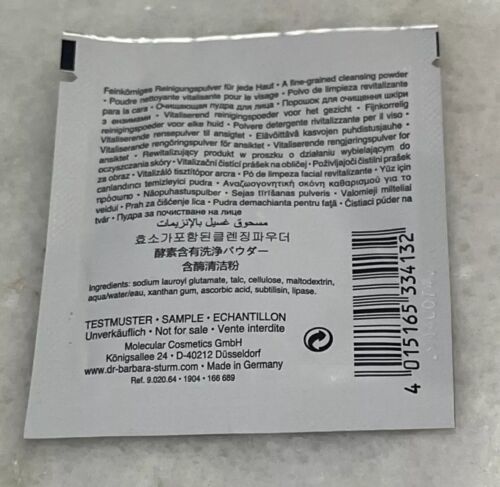 Feinkörniges Reinigungspulver für jede Haut · A fine-grained cleansing powder
· Poudre nettoyante vitalisante pour le visage · Polvo de limpieza revitalizante
para la cara · Очищающая пудра для лица · Порошок для очищення шкіри
з ензимами · Vitaliserend reinigingspoeder voor het gezicht · Fijnkorrelig
reinigingspoeder voor elke huid · Polvere detergente rivitalizzante per il viso ·
Vitaliserende rensepulver til ansigtet · Elävöittävä kasvojen puhdistusjauhe ·
Vitaliserande rengöringspulver för ansiktet · Vitaliserende rengjøringspulver for
ansiktet · Rewitalizujący produkt w proszku o działaniu wybielającym do
oczyszczania skóry · Vitalizační čisticí prášek na obličej · Poživljajoči čistilni prašek
za obraz · Vitalizáló tisztítópor arcra · Pó de limpeza facial revitalizante · Yüz için
canlandırıcı temizleyici pudra · Αναζωογονητική σκόνη καθαρισμού για το
πρόσωπο · Näopuhastuspulber · Sejas tīrīšanas pulveris · Valomieji milteliai
veidui · Prah za čišćenje lica · Pudra demachianta pentru față · Čistiaci púder na
tvár · Пудра за почистване на лице
مسحوق غسيل بالإنزيمات
효소가포함된클렌징파우더
酵素含有洗浄パウダー
含酶清洁粉
Ingredients: sodium lauroyl glutamate, talc, cellulose, maltodextrin,
aqua/water/eau, xanthan gum, ascorbic acid, subtilisin, lipase.
TESTMUSTER · SAMPLE · ECHANTILLON
Unverkäuflich · Not for sale · Vente interdite
Molecular Cosmetics GmbH
Königsallee 24 · D-40212 Düsseldorf
www.dr-barbara-sturm.com · Made in Germany
Ref. 9.020.64 · 1904 · 166 689
4 015165 334132